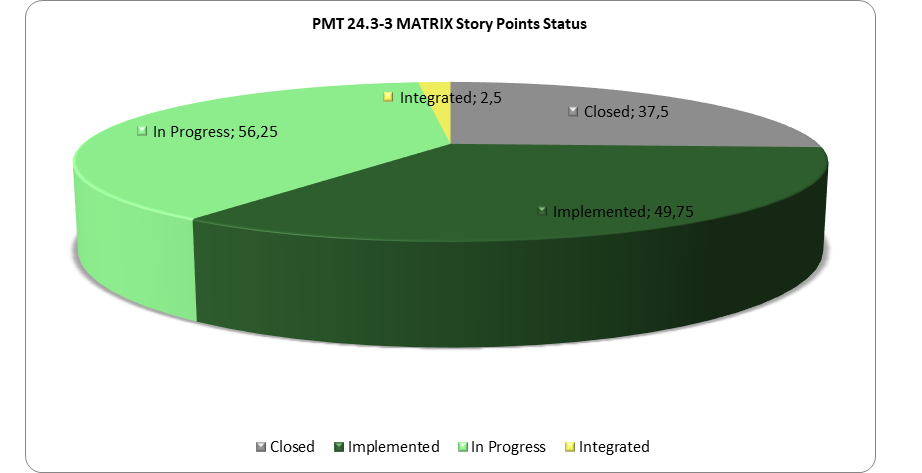 PMT 24.3-3 MATRIX Story Points Status
Integrated; 2,5
Closed; 37,5
In Progress; 56,25
Implemented; 49,75
Closed Implemented In Progress Integrated